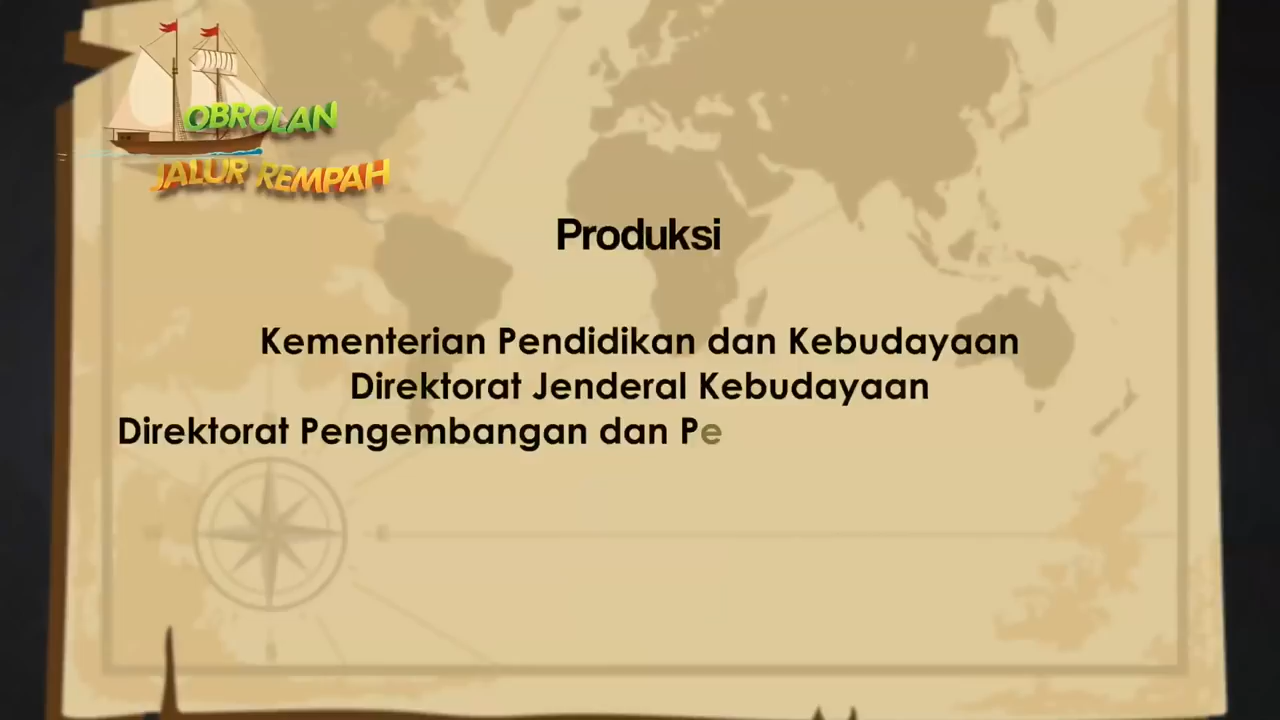 OBROLAN
JALUR REMPAH
Produksi
Kementerian Pendidikan dan Kebudayaan
Direktorat Jenderal Kebudayaan
Direktorat Pengembangan dan Pe